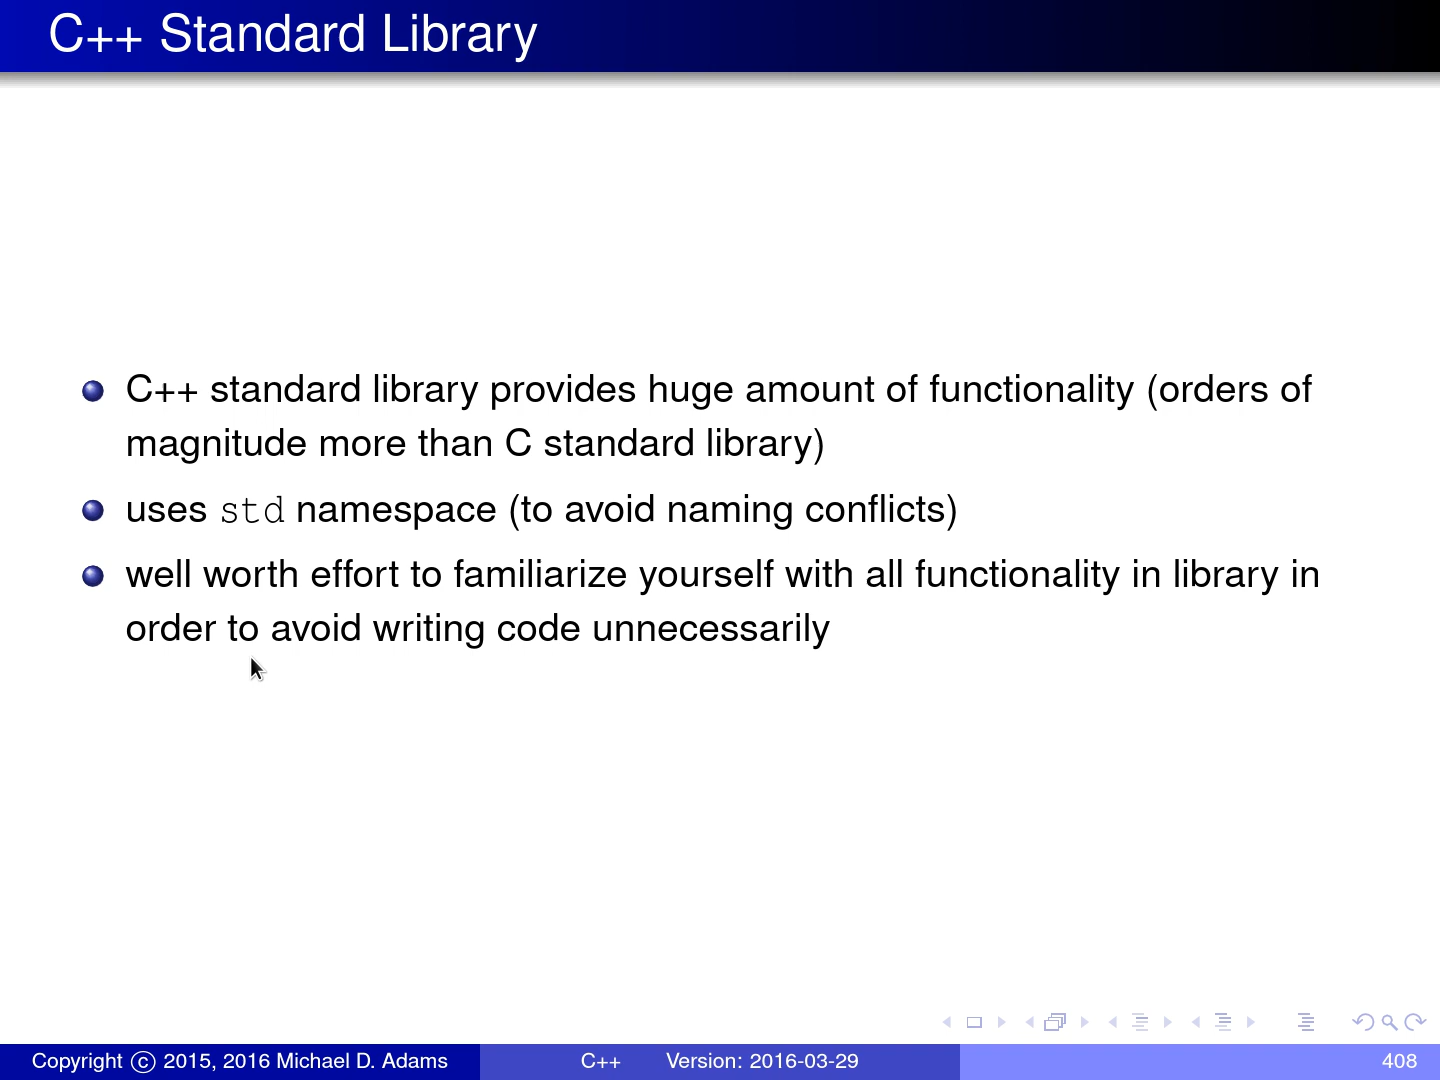 C++ Standard Library
C++ standard library provides huge amount of functionality (orders of
magnitude more than C standard library)
uses std namespace (to avoid naming conflicts)
well worth effort to familiarize yourself with all functionality in library in
order to avoid writing code unnecessarily
Copyright © 2015, 2016 Michael D. Adams C++ Version: 2016-03-29 408